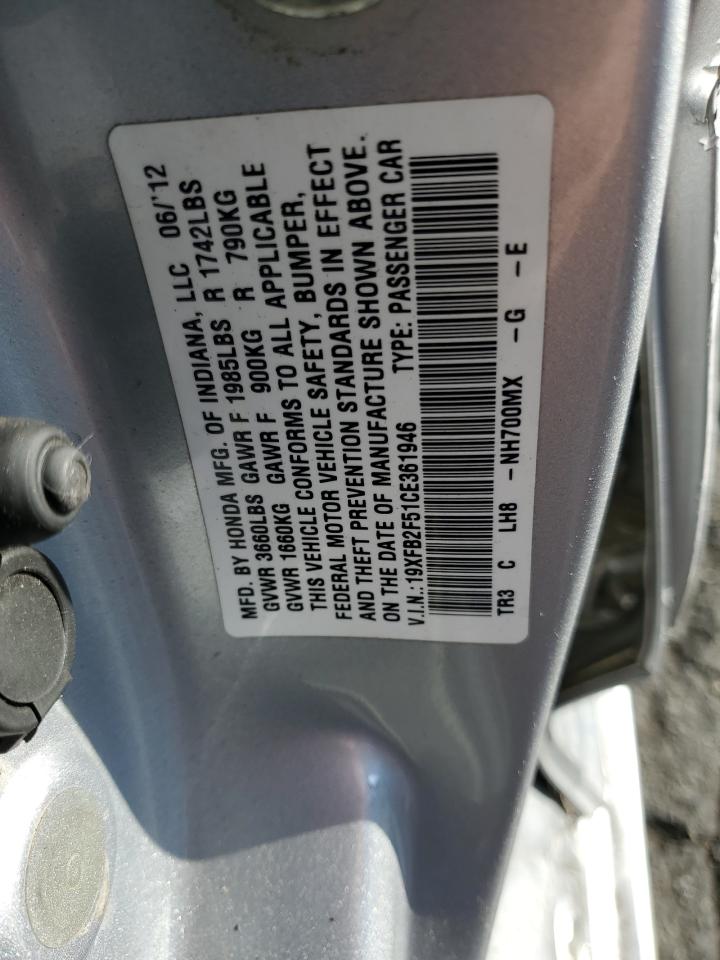 MFD. BY HONDA MFG. OF INDIANA, LLC 06/'12
GVWR 3660LBS GAWR F 1985LBS R 1742LBS
GVWR 1660KG GAWR F 900KG R 790KG
THIS VEHICLE CONFORMS TO ALL APPLICABLE
FEDERAL MOTOR VEHICLE SAFETY, BUMPER,
AND THEFT PREVENTION STANDARDS IN EFFECT
ON THE DATE OF MANUFACTURE SHOWN ABOVE.
V.I.N.: 19XFB2F51CE361946 TYPE: PASSENGER CAR
TR3 C LH8 -NH700MX -G -E